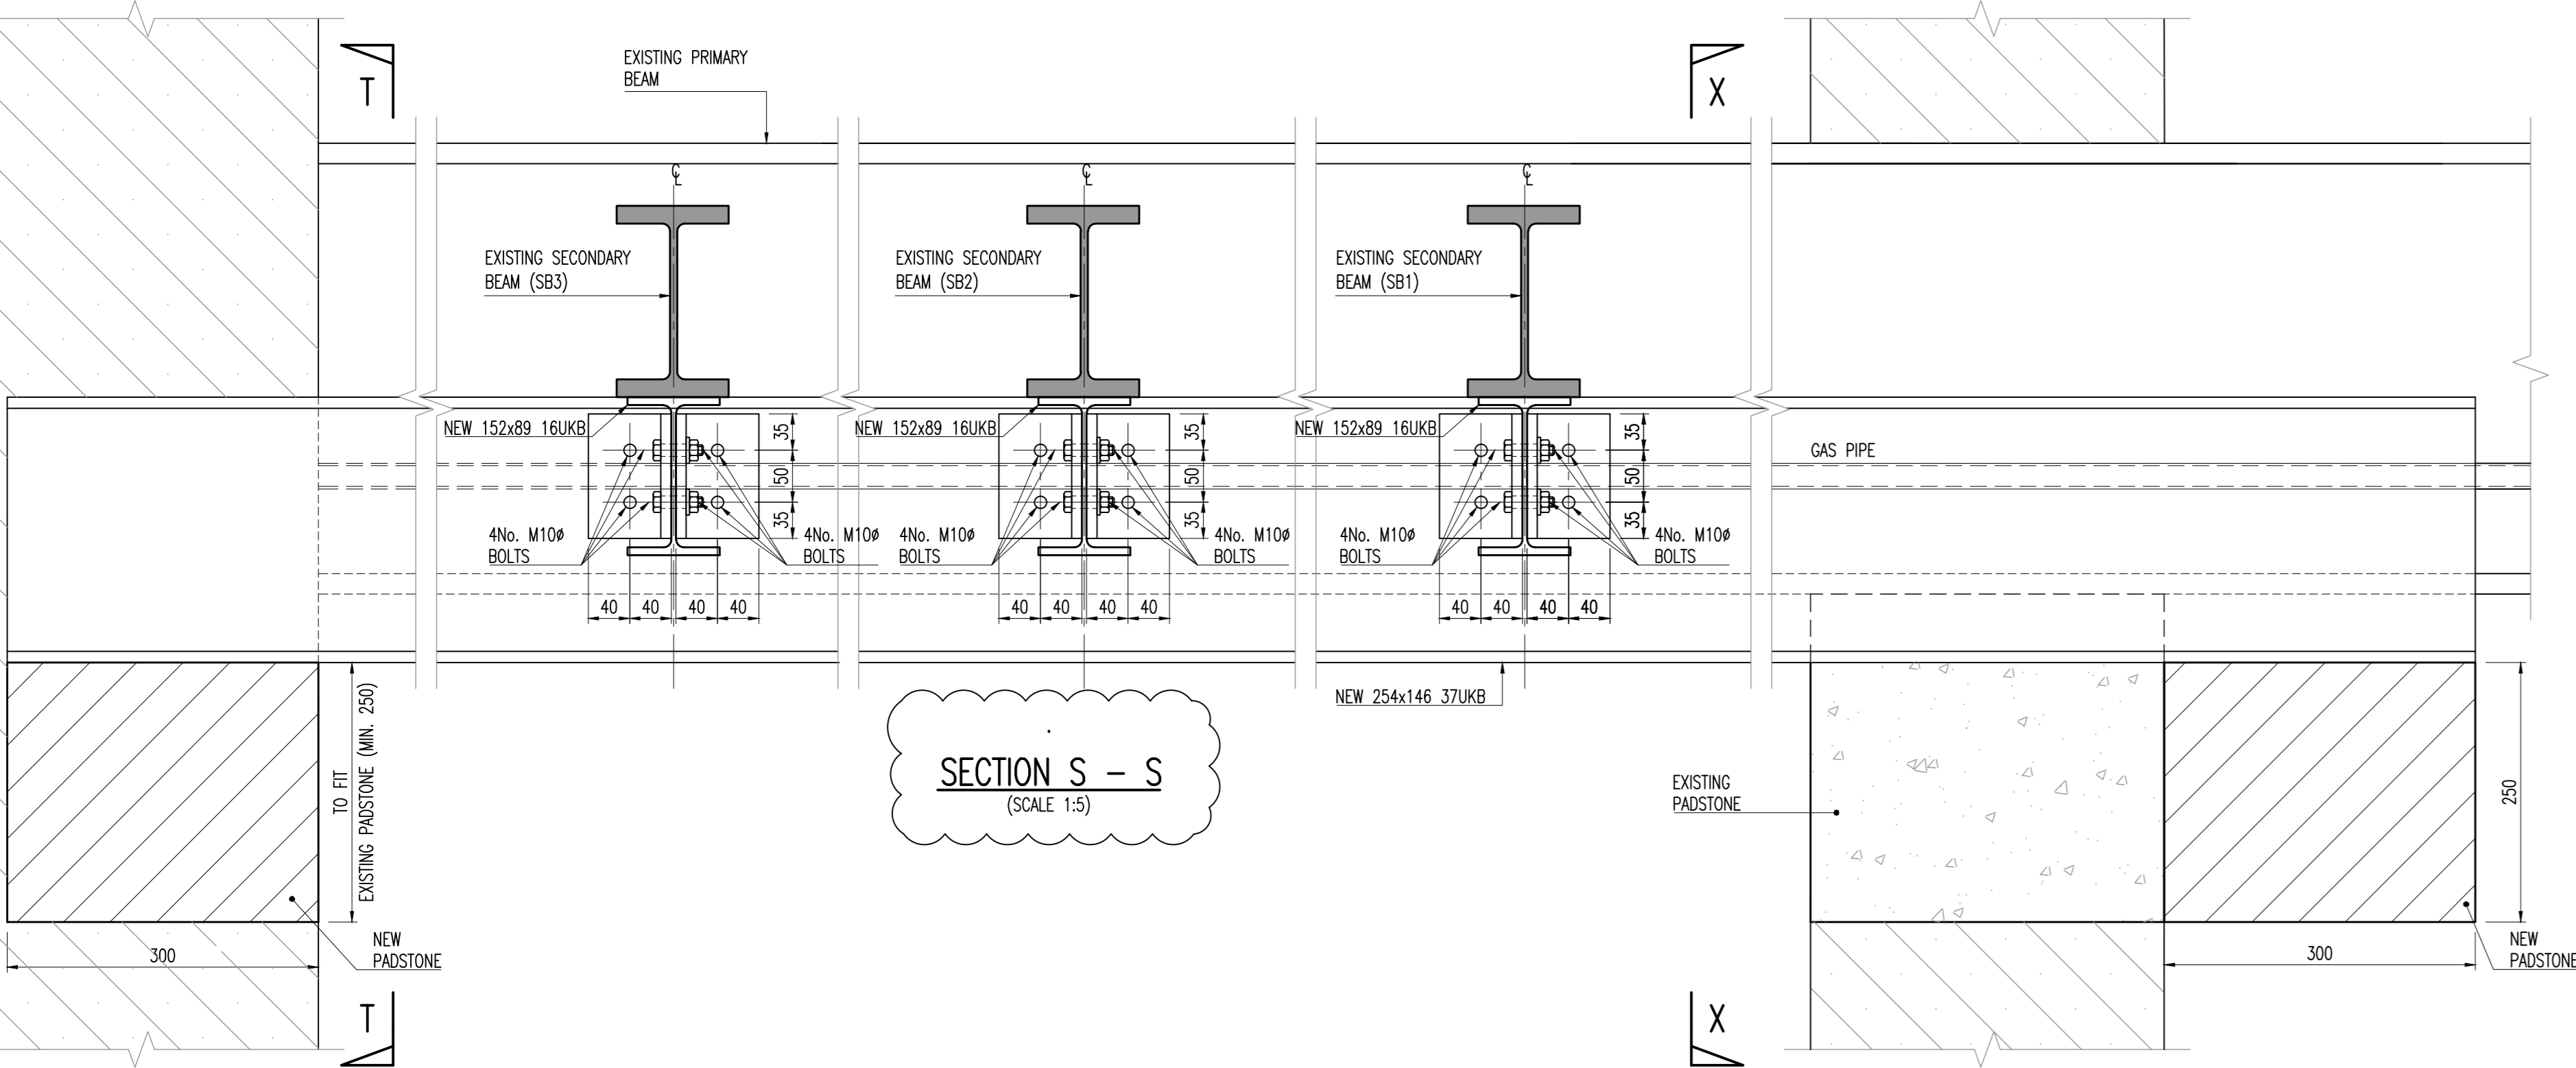 EXISTING PRIMARY
BEAM
T
X
℄
℄
℄
EXISTING SECONDARY
BEAM (SB3)
EXISTING SECONDARY
BEAM (SB2)
EXISTING SECONDARY
BEAM (SB1)
NEW 152x89 16UKB
35
50
35
NEW 152x89 16UKB
35
50
35
NEW 152x89 16UKB
35
50
35
GAS PIPE
4No. M10ø
BOLTS
4No. M10ø
BOLTS
4No. M10ø
BOLTS
4No. M10ø
BOLTS
4No. M10ø
BOLTS
4No. M10ø
BOLTS
40 40 40 40
40 40 40 40
40 40 40 40
NEW 254x146 37UKB
TO FIT
EXISTING PADSTONE (MIN. 250)
SECTION S – S
(SCALE 1:5)
EXISTING
PADSTONE
250
NEW
PADSTONE
300
300
NEW
PADSTONE
T
X